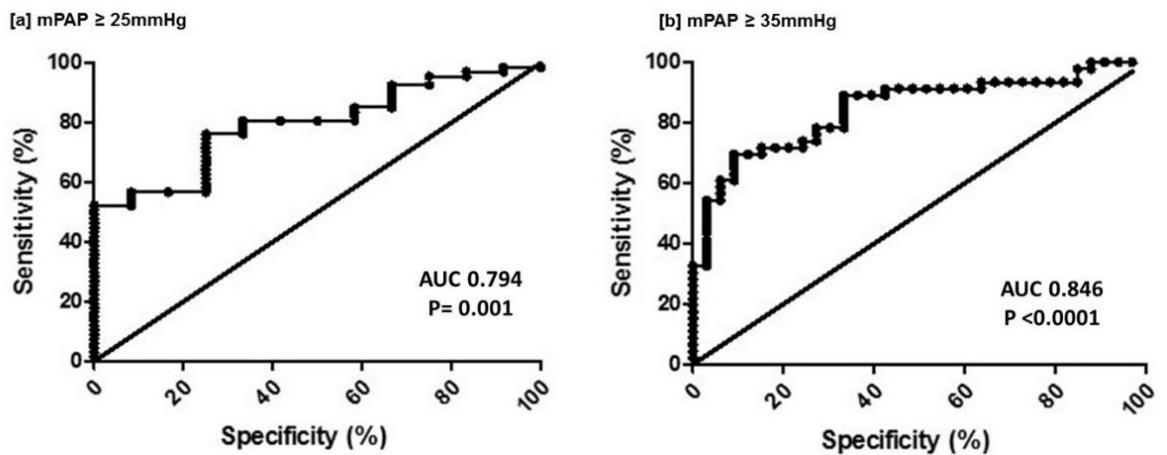 [a] mPAP ≥ 25mmHg
100
80
60
40
20
0
Sensitivity (%)
0 20 40 60 80 100
Specificity (%)
AUC 0.794
P= 0.001
[b] mPAP ≥ 35mmHg
100
80
60
40
20
0
Sensitivity (%)
0 20 40 60 80 100
Specificity (%)
AUC 0.846
P <0.0001